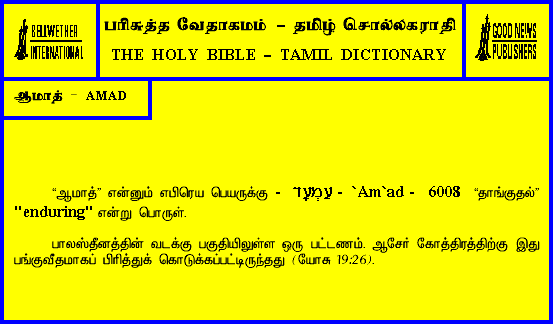 BELLWETHER
INTERNATIONAL
பரிசுத்த வேதாகமம் – தமிழ் சொல்லகராதி
THE HOLY BIBLE – TAMIL DICTIONARY
GOOD NEWS
PUBLISHERS
ஆமாத் – AMAD
“ஆமாத்” என்னும் எபிரெய பெயருக்கு - עַמְעָד - `Am`ad - 6008 “தாங்குதல்”
"enduring" என்று பொருள்.
பாலஸ்தீனத்தின் வடக்கு பகுதியிலுள்ள ஒரு பட்டணம். ஆசேர் கோத்திரத்திற்கு இது
பங்குவீதமாகப் பிரித்துக் கொடுக்கப்பட்டிருந்தது (யோசு 19:26).